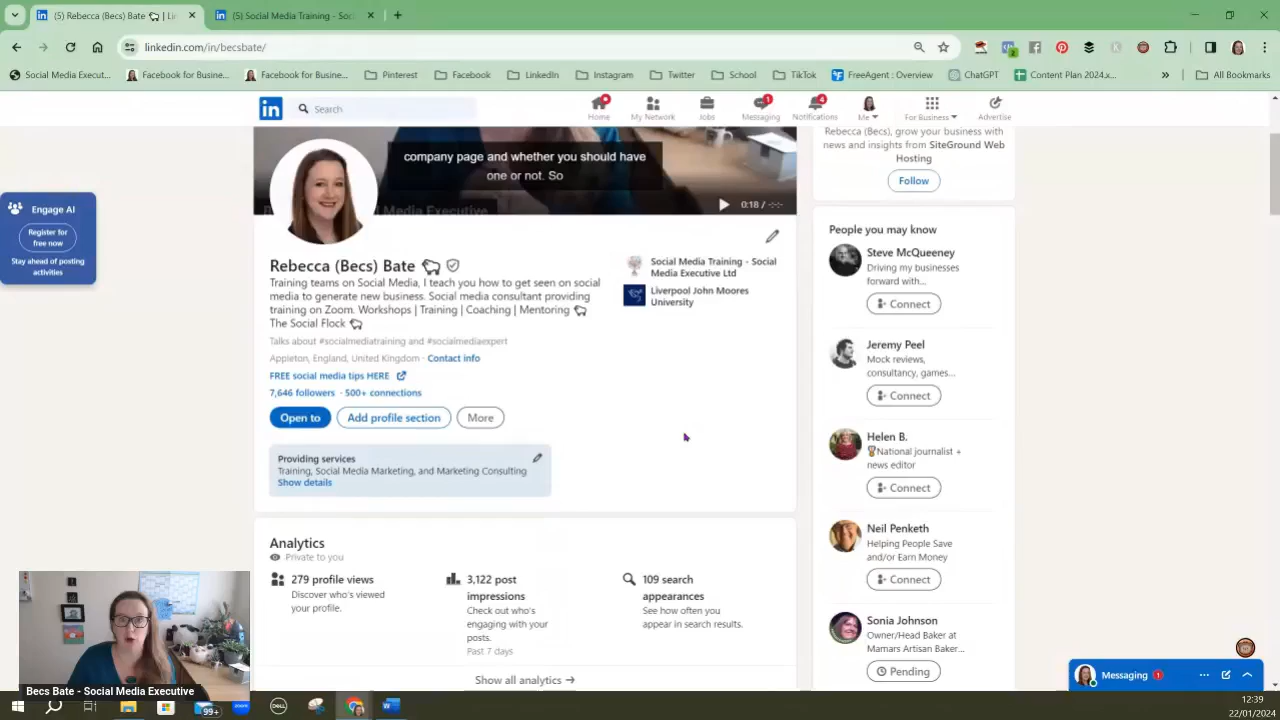 (5) Rebecca (Becs) Bate
(5) Social Media Training - Soc
linkedin.com/in/becsbate/
2
Social Media Execut...
Facebook for Busine...
Facebook for Busine...
Pinterest
Facebook
LinkedIn
Instagram
Twitter
School
TikTok
FreeAgent : Overview
ChatGPT
Content Plan 2024.x...
»
All Bookmarks
in
Search
Home
My Network
Jobs
1
Messaging
4
Notifications
Me
For Business
Advertise
company page and whether you should have
one or not. So
Social Media Executive
0:18 / -:--
Engage AI
Register for
free now
Stay ahead of posting
activities
Rebecca (Becs) Bate
Training teams on Social Media, I teach you how to get seen on social
media to generate new business. Social media consultant providing
training on Zoom. Workshops | Training | Coaching | Mentoring
The Social Flock
Talks about #socialmediatraining and #socialmediaexpert
Appleton, England, United Kingdom · Contact info
FREE social media tips HERE
7,646 followers · 500+ connections
Open to
Add profile section
More
Social Media Training - Social
Media Executive Ltd
Liverpool John Moores
University
Providing services
Training, Social Media Marketing, and Marketing Consulting
Show details
Analytics
Private to you
279 profile views
Discover who's viewed
your profile.
3,122 post
impressions
Check out who's
engaging with your
posts.
Past 7 days
109 search
appearances
See how often you
appear in search results.
Show all analytics →
Rebecca (Becs), grow your business with
news and insights from SiteGround Web
Hosting
Follow
People you may know
Steve McQueeney
Driving my businesses
forward with...
Connect
Jeremy Peel
Mock reviews,
consultancy, games...
Connect
Helen B.
National journalist +
news editor
Connect
Neil Penketh
Helping People Save
and/or Earn Money
Connect
Sonia Johnson
Owner/Head Baker at
Mamars Artisan Baker...
Pending
Messaging
1
Becs Bate - Social Media Executive
99+
zoom
DELL
12:39
22/01/2024